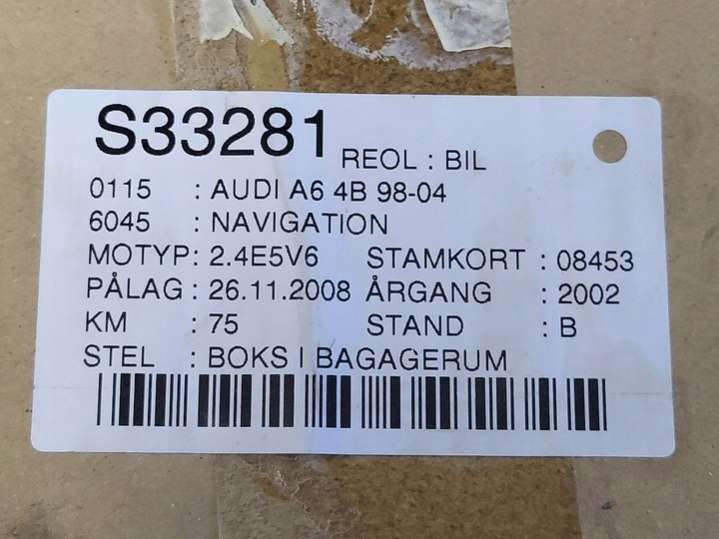 S33281 REOL : BIL
0115 : AUDI A6 4B 98-04
6045 : NAVIGATION
MOTYP: 2.4E5V6 STAMKORT : 08453
PÅLAG : 26.11.2008 ÅRGANG : 2002
KM : 75 STAND : B
STEL : BOKS I BAGAGERUM